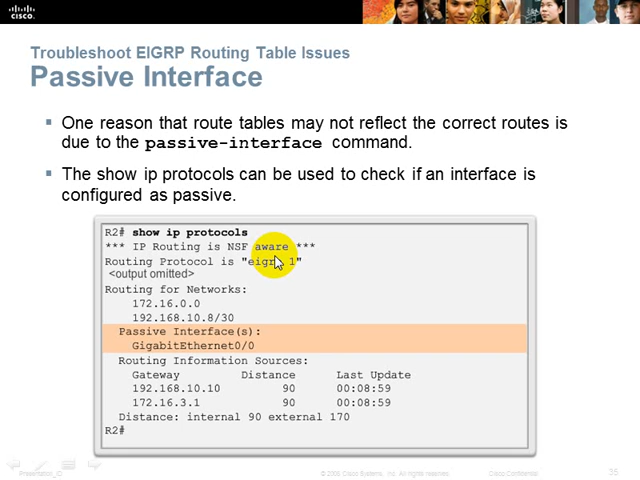 CISCO
Troubleshoot EIGRP Routing Table Issues
Passive Interface
One reason that route tables may not reflect the correct routes is
due to the passive-interface command.
The show ip protocols can be used to check if an interface is
configured as passive.
R2# show ip protocols
*** IP Routing is NSF aware ***
Routing Protocol is "eigrp 1"
<output omitted>
Routing for Networks:
172.16.0.0
192.168.10.8/30
Passive Interface(s):
GigabitEthernet0/0
Routing Information Sources:
Gateway Distance Last Update
192.168.10.10 90 00:08:59
172.16.3.1 90 00:08:59
Distance: internal 90 external 170
R2#
Presentation_ID © 2008 Cisco Systems, Inc. All rights reserved. Cisco Confidential 35